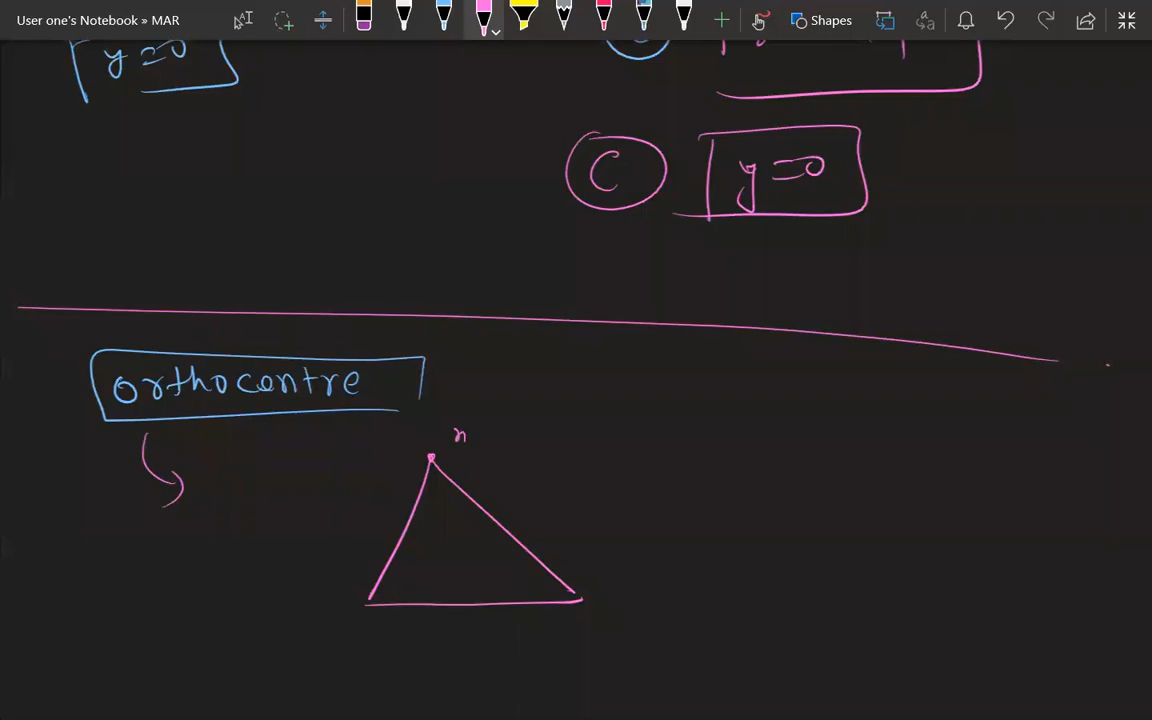 User one's Notebook » MAR
Shapes
y=0
C y=0
orthocentre
n